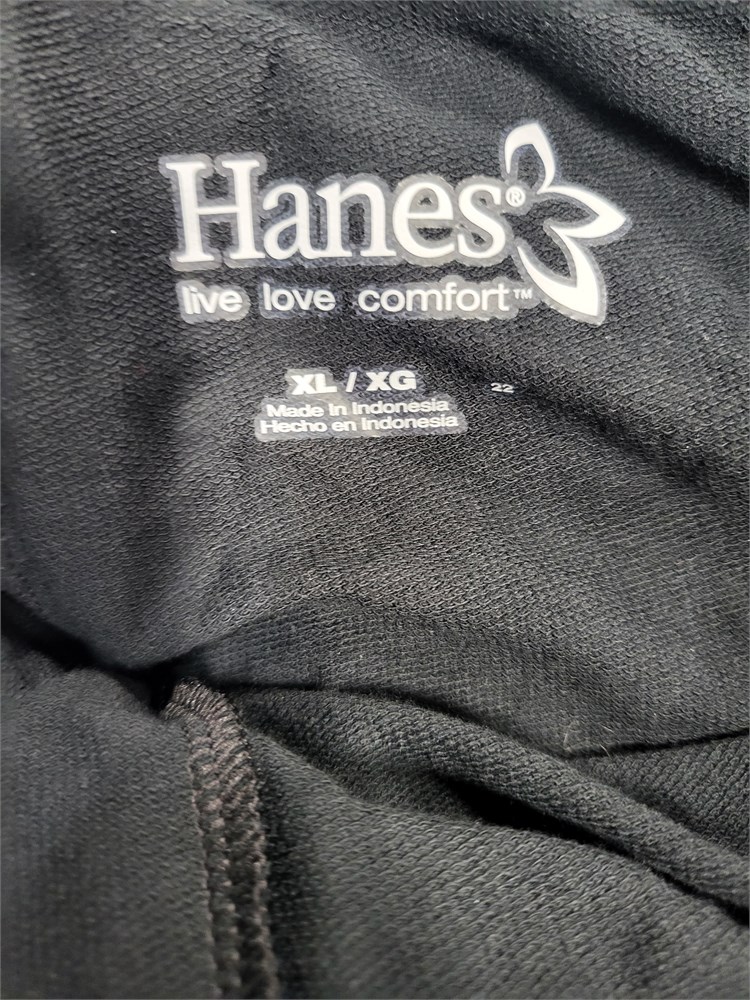 Hanes®
live love comfort™
XL / XG
22
Made In Indonesia
Hecho en Indonesia